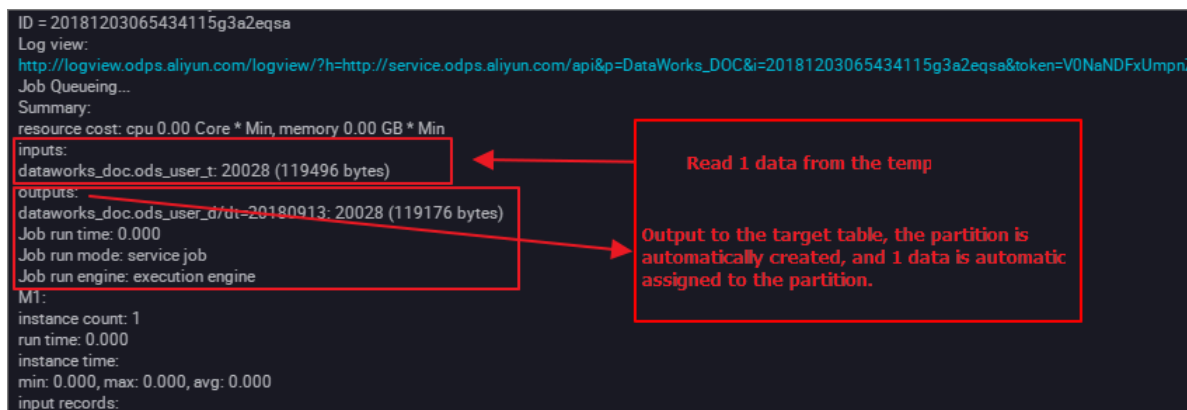 ID = 20181203065434115g3a2eqsa
Log view:
http://logview.odps.aliyun.com/logview/?h=http://service.odps.aliyun.com/api&p=DataWorks_DOC&i=20181203065434115g3a2eqsa&token=V0NaNDFxUmpn
Job Queueing...
Summary:
resource cost: cpu 0.00 Core * Min, memory 0.00 GB * Min
inputs:
dataworks_doc.ods_user_t: 20028 (119496 bytes)
outputs:
dataworks_doc.ods_user_d/dt=20180913: 20028 (119176 bytes)
Job run time: 0.000
Job run mode: service job
Job run engine: execution engine
M1:
instance count: 1
run time: 0.000
instance time:
min: 0.000, max: 0.000, avg: 0.000
input records:
Read 1 data from the temp
Output to the target table, the partition is
automatically created, and 1 data is automatic
assigned to the partition.